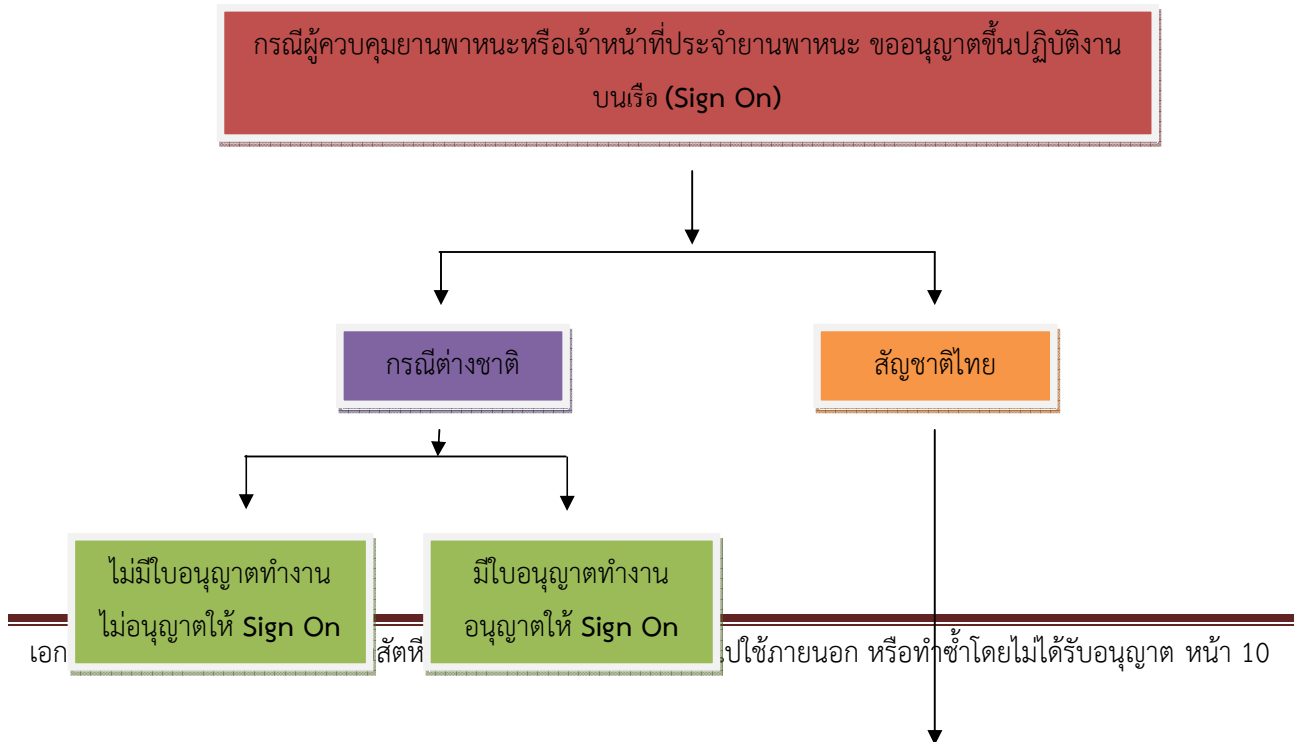 กรณีผู้ควบคุมยานพาหนะหรือเจ้าหน้าที่ประจำยานพาหนะ ขออนุญาตขึ้นปฏิบัติงาน
บนเรือ (Sign On)
กรณีต่างชาติ
สัญชาติไทย
ไม่มีใบอนุญาตทำงาน
ไม่อนุญาตให้ Sign On
มีใบอนุญาตทำงาน
อนุญาตให้ Sign On
ใช้ภายนอก หรือทำซ้ำโดยไม่ได้รับอนุญาต หน้า 10